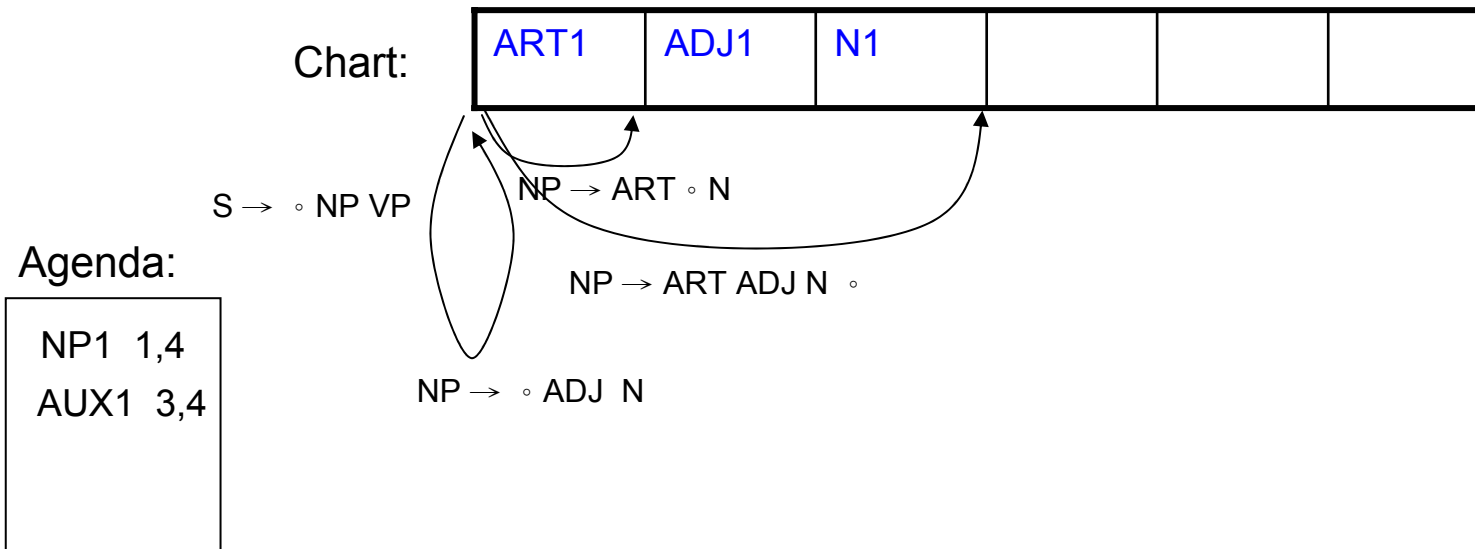 Chart:
ART1 ADJ1 N1
NP → ART ◦ N
S → ◦ NP VP
Agenda:
NP → ART ADJ N ◦
NP1 1,4
AUX1 3,4
NP → ◦ ADJ N